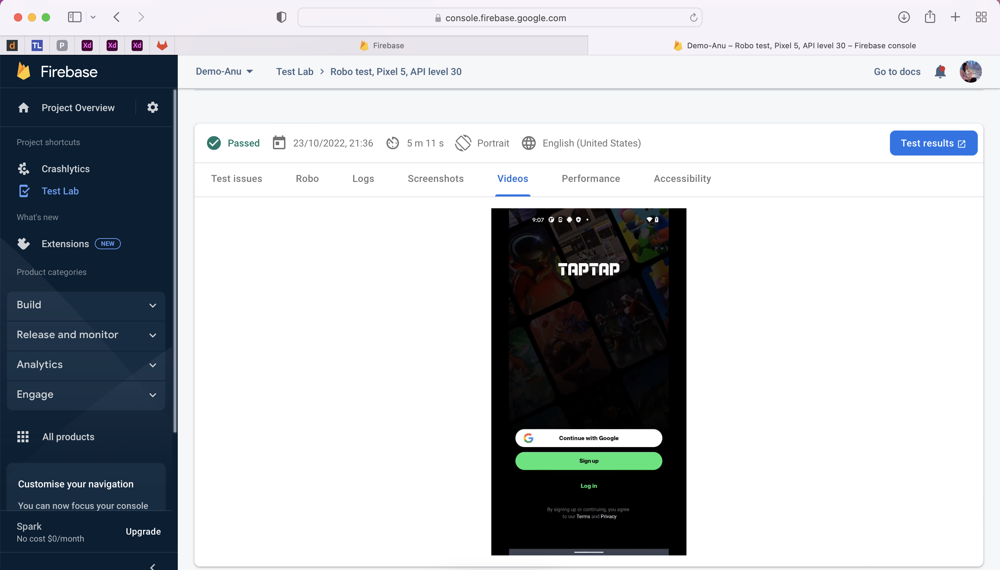 console.firebase.google.com
d
TL
P
Xd
Xd
Xd
Firebase
Demo-Anu – Robo test, Pixel 5, API level 30 – Firebase console
Firebase
Demo-Anu
Test Lab > Robo test, Pixel 5, API level 30
Go to docs
Project Overview
Project shortcuts
Crashlytics
Test Lab
What's new
Extensions NEW
Product categories
Build
Release and monitor
Analytics
Engage
All products
Customise your navigation
You can now focus your console
Spark
No cost $0/month
Upgrade
Passed
23/10/2022, 21:36
5 m 11 s
Portrait
English (United States)
Test results
Test issues
Robo
Logs
Screenshots
Videos
Performance
Accessibility
9:07
TAPTAP
Continue with Google
Sign up
Log in
By signing up or continuing, you agree
to our Terms and Privacy